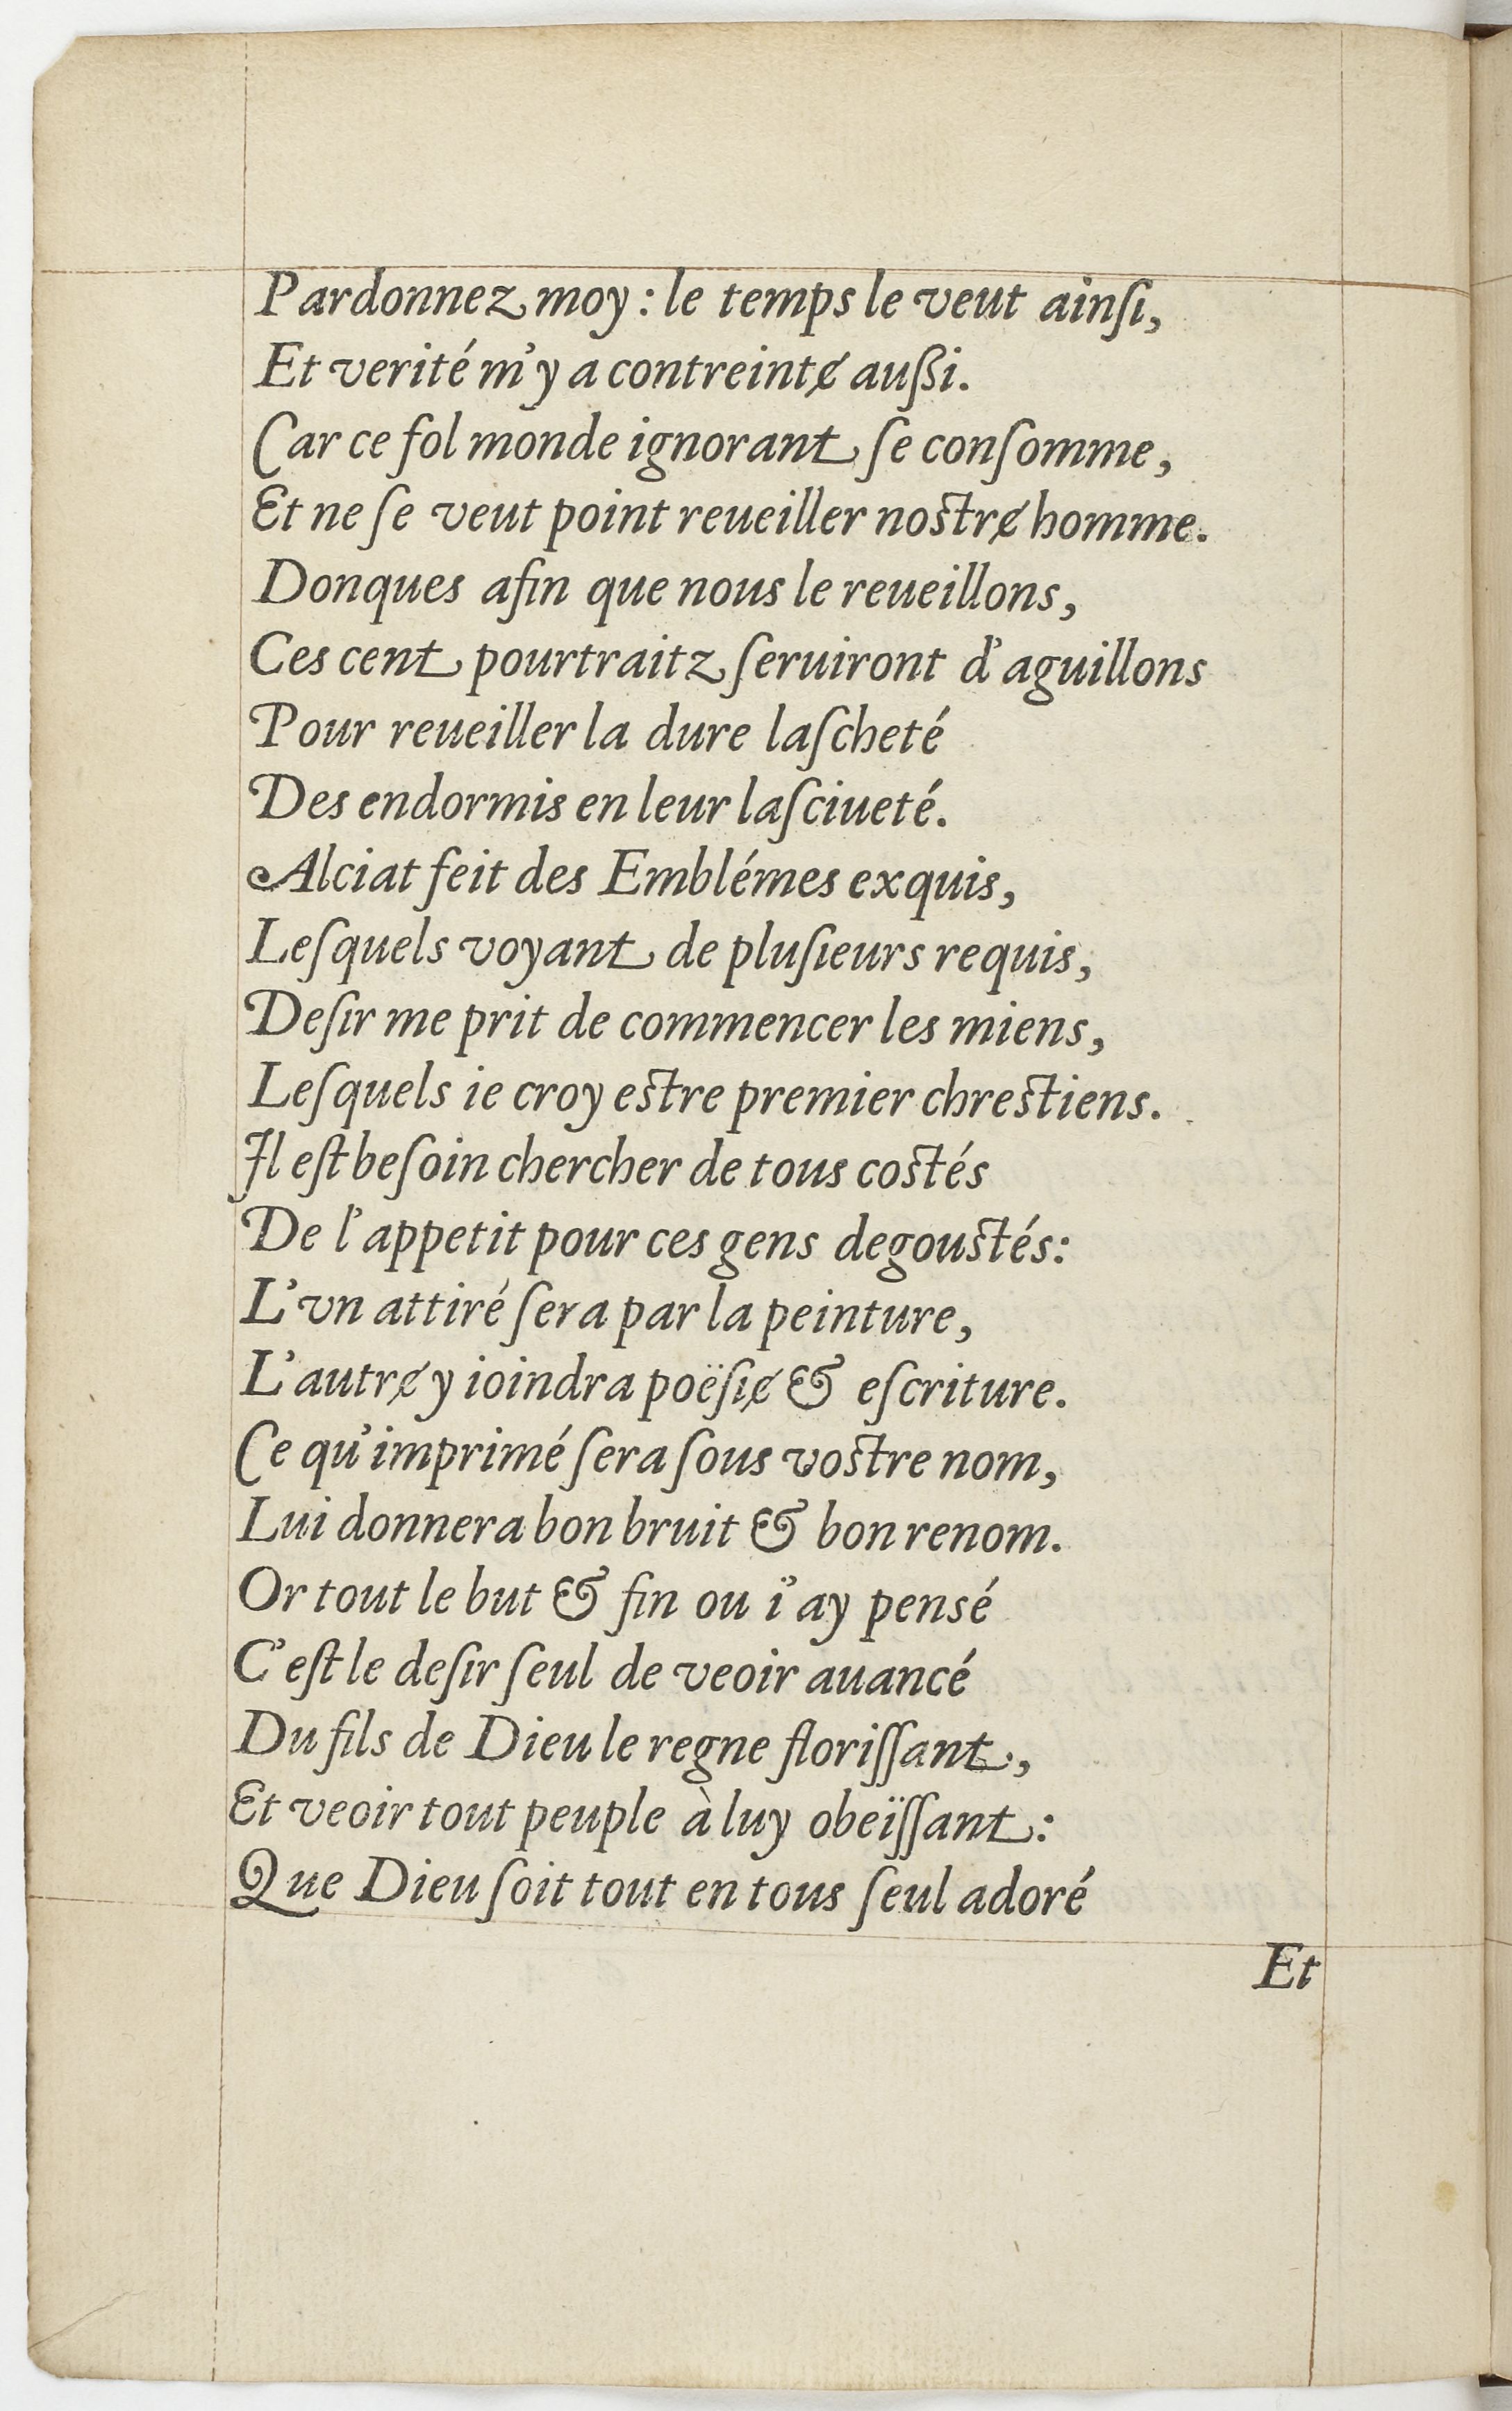 Pardonnez moy : le temps le veut ainſi,
Et verité m'y a contreintɇ außi.
Car ce fol monde ignorant ſe conſomme,
Et ne ſe veut point reueiller noſtrɇ homme.
Donques afin que nous le reueillons,
Ces cent pourtraitz ſeruiront d'aguillons
Pour reueiller la dure laſcheté
Des endormis en leur laſciueté.
Alciat feit des Emblémes exquis,
Leſquels voyant de pluſieurs requis,
Deſir me prit de commencer les miens,
Leſquels ie croy eſtre premier chreſtiens.
Il eſt beſoin chercher de tous coſtés
De l'appetit pour ces gens degouſtés:
L'vn attiré ſera par la peinture,
L'autrɇ y ioindra poëſiɇ & eſcriture.
Ce qu'imprimé ſera ſous voſtre nom,
Lui donnera bon bruit & bon renom.
Or tout le but & fin ou i'ay pensé
C'eſt le deſir ſeul de veoir auancé
Du fils de Dieu le regne floriſſant,
Et veoir tout peuple à luy obeïſſant:
Que Dieu ſoit tout en tous ſeul adoré
Et